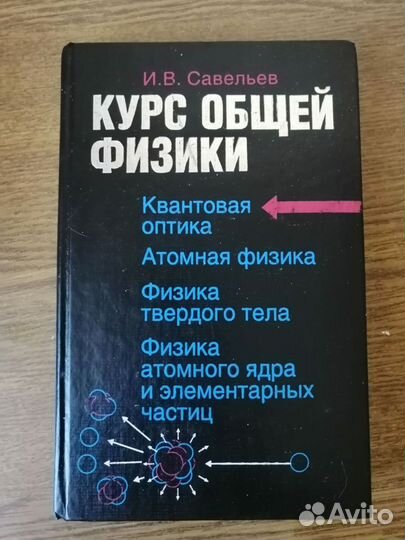 И.В. Савельев
КУРС ОБЩЕЙ
ФИЗИКИ
Квантовая
оптика
Атомная физика
Физика
твердого тела
Физика
атомного ядра
и элементарных
частиц
Avito